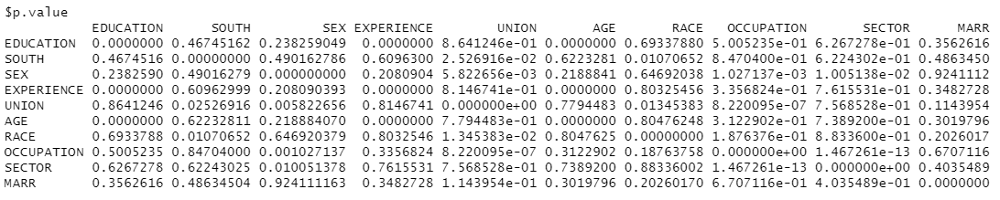 $p.value
EDUCATION SOUTH SEX EXPERIENCE UNION AGE RACE OCCUPATION SECTOR MARR
EDUCATION 0.0000000 0.46745162 0.238259049 0.0000000 8.641246e-01 0.0000000 0.69337880 5.005235e-01 6.267278e-01 0.3562616
SOUTH 0.4674516 0.00000000 0.490162786 0.6096300 2.526916e-02 0.6223281 0.01070652 8.470400e-01 6.224302e-01 0.4863450
SEX 0.2382590 0.49016279 0.000000000 0.2080904 5.822656e-03 0.2188841 0.64692038 1.027137e-03 1.005138e-02 0.9241112
EXPERIENCE 0.0000000 0.60962999 0.208090393 0.0000000 8.146741e-01 0.0000000 0.80325456 3.356824e-01 7.615531e-01 0.3482728
UNION 0.8641246 0.02526916 0.005822656 0.8146741 0.000000e+00 0.7794483 0.01345383 8.220095e-07 7.568528e-01 0.1143954
AGE 0.0000000 0.62232811 0.218884070 0.0000000 7.794483e-01 0.0000000 0.80476248 3.122902e-01 7.389200e-01 0.3019796
RACE 0.6933788 0.01070652 0.646920379 0.8032546 1.345383e-02 0.8047625 0.00000000 1.876376e-01 8.833600e-01 0.2026017
OCCUPATION 0.5005235 0.84704000 0.001027137 0.3356824 8.220095e-07 0.3122902 0.18763758 0.000000e+00 1.467261e-13 0.6707116
SECTOR 0.6267278 0.62243025 0.010051378 0.7615531 7.568528e-01 0.7389200 0.88336002 1.467261e-13 0.000000e+00 0.4035489
MARR 0.3562616 0.48634504 0.924111163 0.3482728 1.143954e-01 0.3019796 0.20260170 6.707116e-01 4.035489e-01 0.0000000